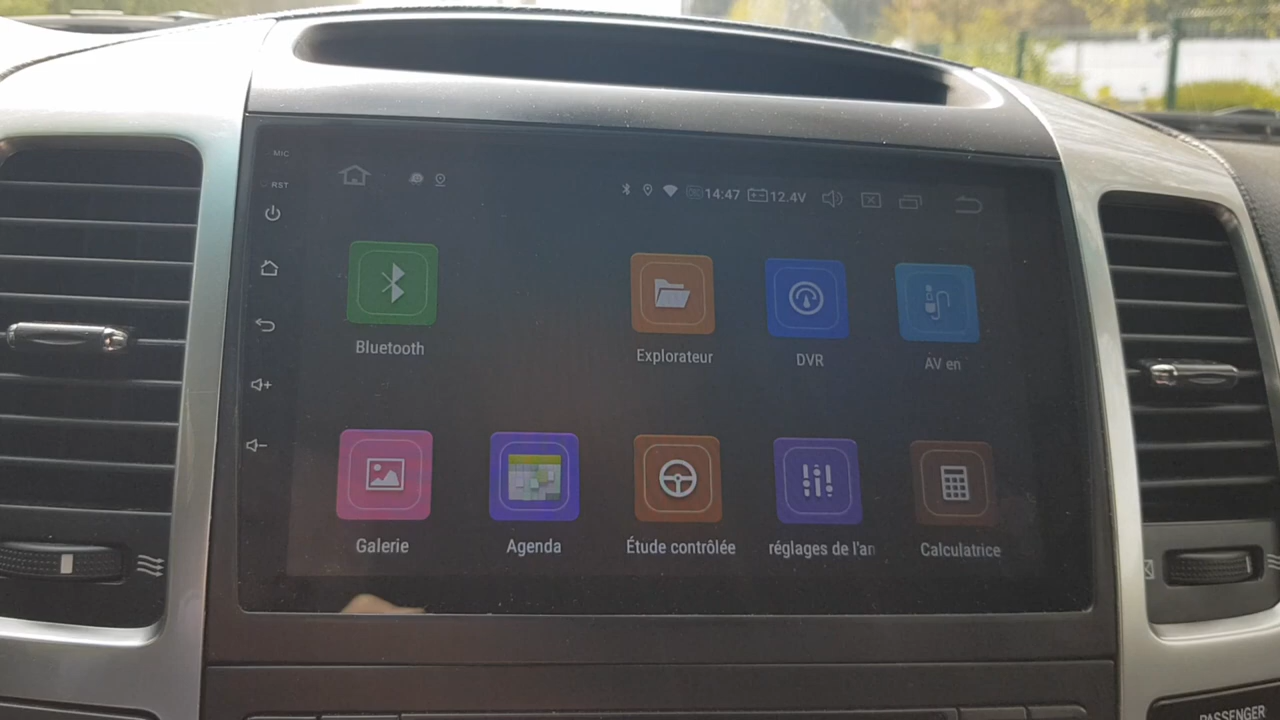 MIC
RST
14:47 12.4V
Bluetooth
Explorateur
DVR
AV en
Galerie
Agenda
Étude contrôlée
réglages de l'an
Calculatrice
PASSENGER